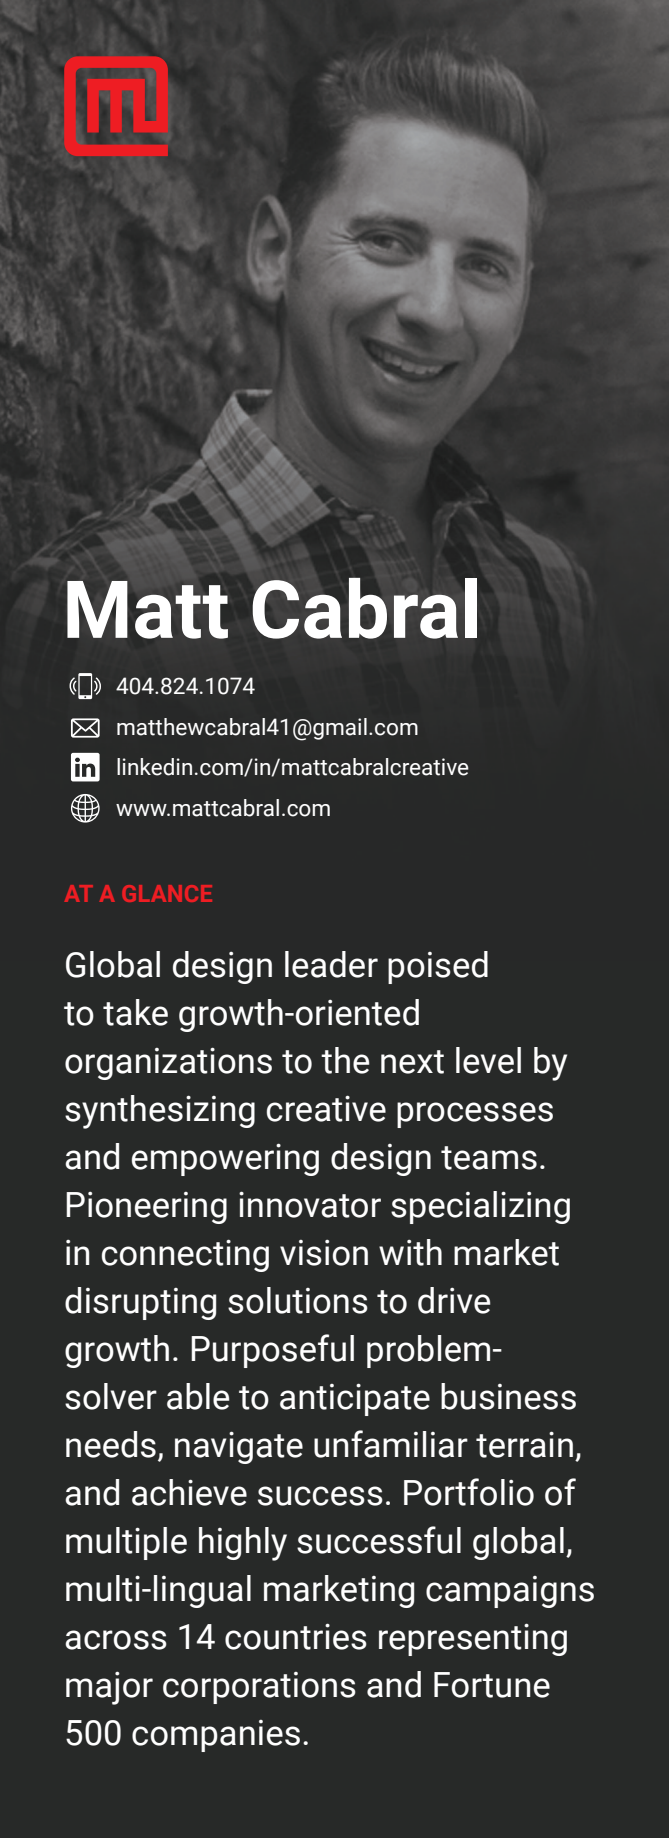 m
Matt Cabral
404.824.1074
matthewcabral41@gmail.com
in linkedin.com/in/mattcabralcreative
www.mattcabral.com
AT A GLANCE
Global design leader poised
to take growth-oriented
organizations to the next level by
synthesizing creative processes
and empowering design teams.
Pioneering innovator specializing
in connecting vision with market
disrupting solutions to drive
growth. Purposeful problem-
solver able to anticipate business
needs, navigate unfamiliar terrain,
and achieve success. Portfolio of
multiple highly successful global,
multi-lingual marketing campaigns
across 14 countries representing
major corporations and Fortune
500 companies.